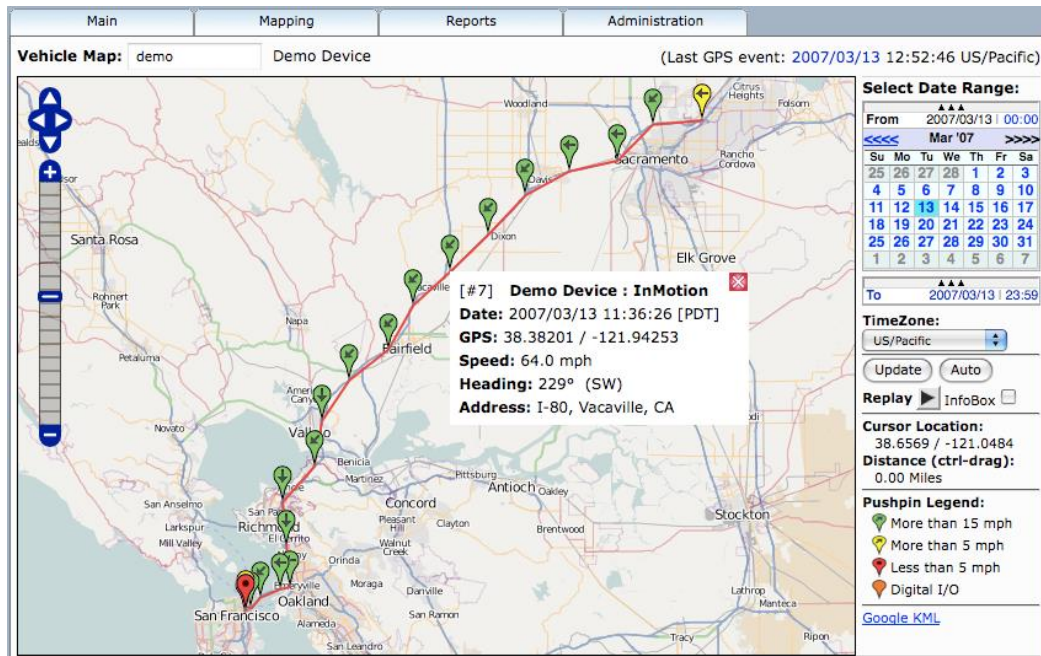 Main Mapping Reports Administration
Vehicle Map: demo Demo Device (Last GPS event: 2007/03/13 12:52:46 US/Pacific)
Woodland
Citrus Heights
Folsom
Sacramento
Rancho Cordova
Davis
Santa Rosa
Dixon
Elk Grove
Rohnert Park
Napa
Fairfield
Petaluma
Novato
Benicia
Martinez
Pittsburg
Antioch
Oakley
San Anselmo
Concord
Stockton
Larkspur
Richmond
Pleasant Hill
Clayton
Brentwood
Mill Valley
El Cerrito
Walnut Creek
Orinda
Emeryville
Moraga
Danville
Lathrop
Manteca
Oakland
San Francisco
Alameda
San Ramon
San Leandro
Tracy
Ripon
[#7] Demo Device : InMotion
Date: 2007/03/13 11:36:26 [PDT]
GPS: 38.38201 / -121.94253
Speed: 64.0 mph
Heading: 229° (SW)
Address: I-80, Vacaville, CA
Select Date Range:
From 2007/03/13 | 00:00
<<<< Mar '07 >>>>
Su Mo Tu We Th Fr Sa
25 26 27 28 1 2 3
4 5 6 7 8 9 10
11 12 13 14 15 16 17
18 19 20 21 22 23 24
25 26 27 28 29 30 31
1 2 3 4 5 6 7
To 2007/03/13 | 23:59
TimeZone:
US/Pacific
Update Auto
Replay InfoBox
Cursor Location:
38.6569 / -121.0484
Distance (ctrl-drag):
0.00 Miles
Pushpin Legend:
More than 15 mph
More than 5 mph
Less than 5 mph
Digital I/O
Google KML